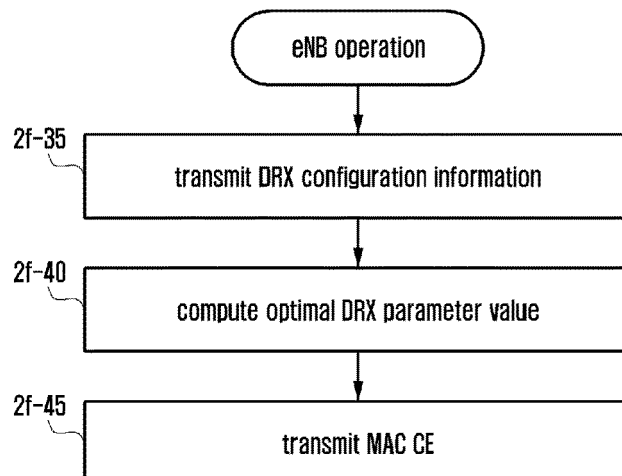 eNB operation
2f-35
transmit DRX configuration information
2f-40
compute optimal DRX parameter value
2f-45
transmit MAC CE